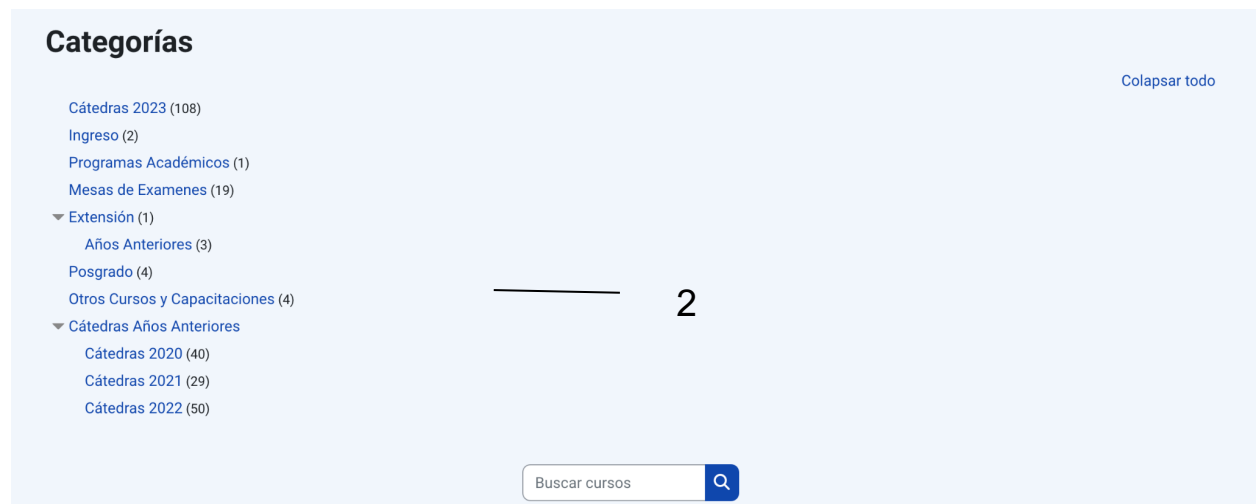 Categorías
Colapsar todo
Cátedras 2023 (108)
Ingreso (2)
Programas Académicos (1)
Mesas de Examenes (19)
Extensión (1)
Años Anteriores (3)
Posgrado (4)
Otros Cursos y Capacitaciones (4)
2
Cátedras Años Anteriores
Cátedras 2020 (40)
Cátedras 2021 (29)
Cátedras 2022 (50)
Buscar cursos